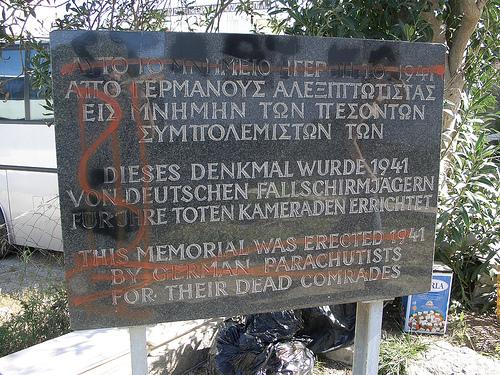 ΑΥΤΟ ΤΟ ΜΝΗΜΕΙΟ ΗΓΕΡΘΗ ΤΟ 1941
ΑΠΟ ΓΕΡΜΑΝΟΥΣ ΑΛΕΞΙΠΤΩΤΙΣΤΑΣ
ΕΙΣ ΜΝΗΜΗΝ ΤΩΝ ΠΕΣΟΝΤΩΝ
ΣΥΜΠΟΛΕΜΙΣΤΩΝ ΤΩΝ
DIESES DENKMAL WURDE 1941
VON DEUTSCHEN FALLSCHIRMJÄGERN
FUR IHRE TOTEN KAMERADEN ERRICHTET
THIS MEMORIAL WAS ERECTED 1941
BY GERMAN PARACHUTISTS
FOR THEIR DEAD COMRADES